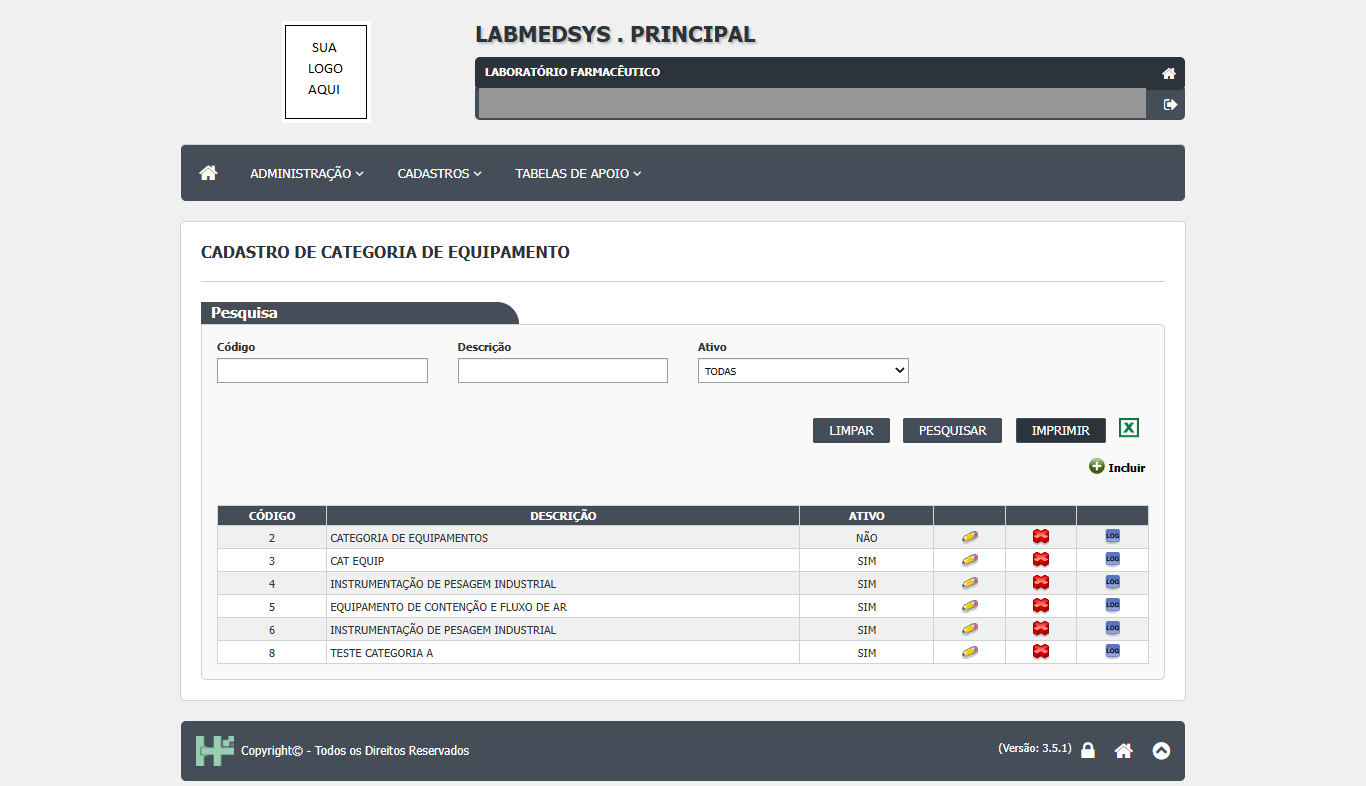 SUA
LOGO
AQUI
LABMEDSYS . PRINCIPAL
LABORATÓRIO FARMACÊUTICO
ADMINISTRAÇÃO CADASTROS TABELAS DE APOIO
CADASTRO DE CATEGORIA DE EQUIPAMENTO
Pesquisa
Código Descrição Ativo
TODAS
LIMPAR PESQUISAR IMPRIMIR X
Incluir
CÓDIGO DESCRIÇÃO ATIVO
2 CATEGORIA DE EQUIPAMENTOS NÃO LOG
3 CAT EQUIP SIM LOG
4 INSTRUMENTAÇÃO DE PESAGEM INDUSTRIAL SIM LOG
5 EQUIPAMENTO DE CONTENÇÃO E FLUXO DE AR SIM LOG
6 INSTRUMENTAÇÃO DE PESAGEM INDUSTRIAL SIM LOG
8 TESTE CATEGORIA A SIM LOG
Copyright© - Todos os Direitos Reservados (Versão: 3.5.1)